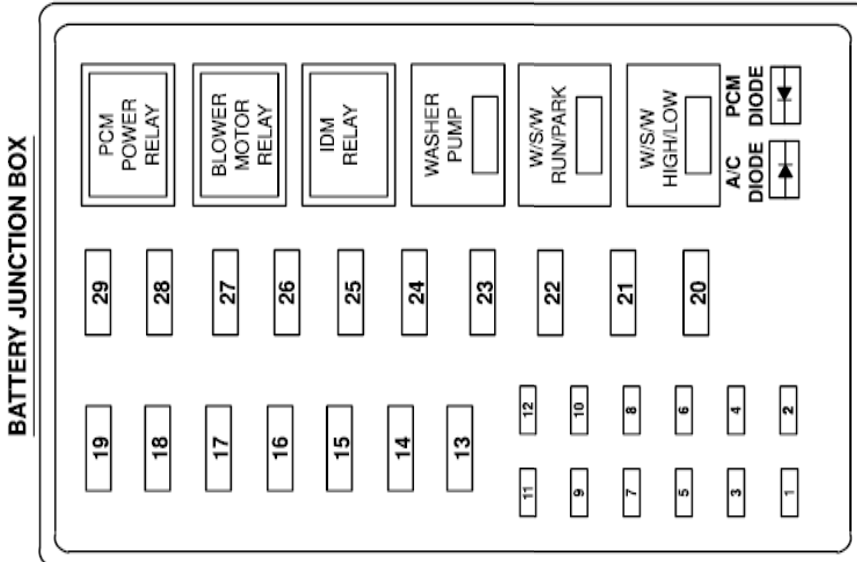 BATTERY JUNCTION BOX
PCM
POWER
RELAY
BLOWER
MOTOR
RELAY
IDM
RELAY
WASHER
PUMP
W/S/W
RUN/PARK
W/S/W
HIGH/LOW
A/C
DIODE
PCM
DIODE
29
28
27
26
25
24
23
22
21
20
19
18
17
16
15
14
13
12
10
8
6
4
2
11
9
7
5
3
1